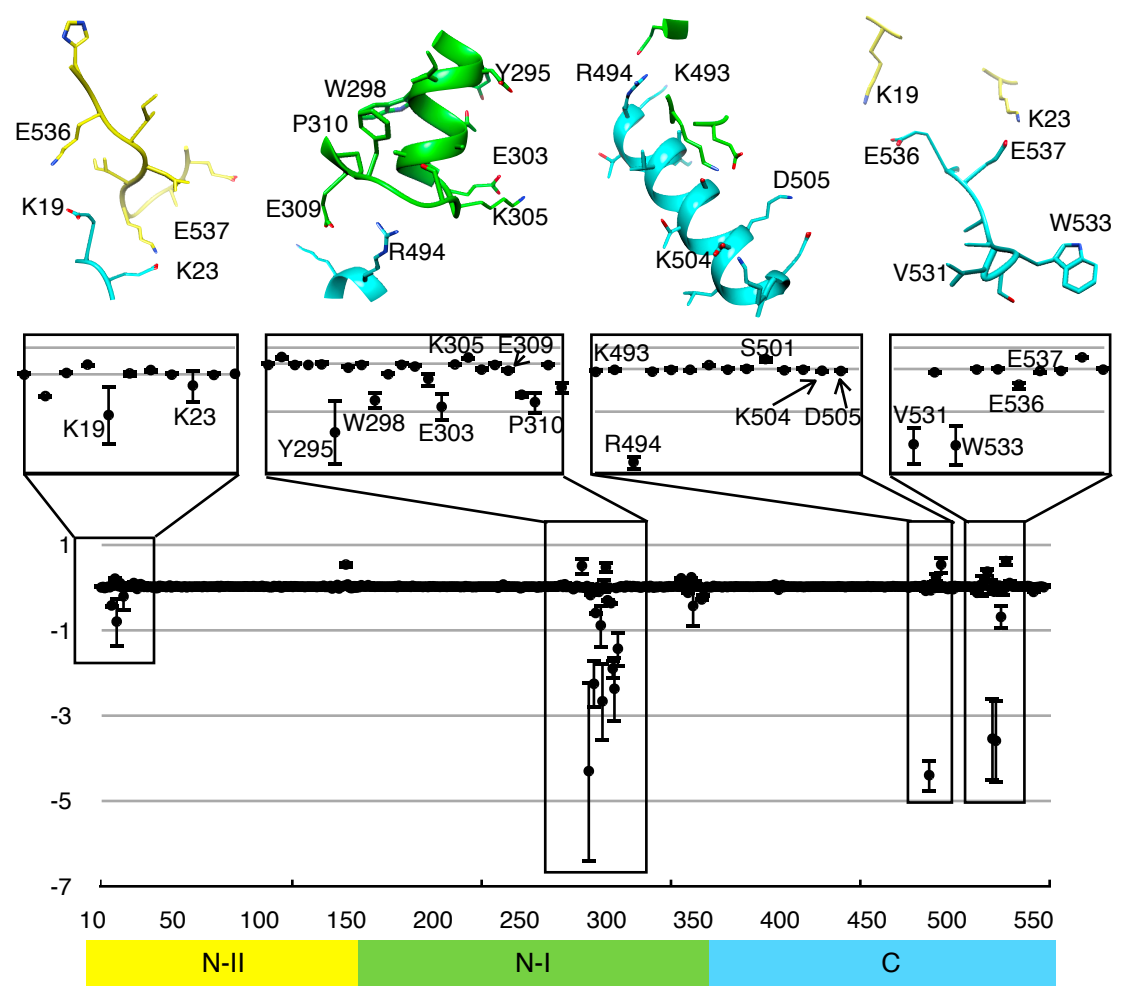 E536
K19
E537
K23
W298
Y295
P310
E303
E309
K305
R494
R494
K493
D505
K504
K19
K23
E536
E537
W533
V531
K19
K23
K305
E309
Y295
W298
E303
P310
K493
S501
K504
D505
R494
E537
E536
V531
W533
1
-1
-3
-5
-7
10 50 100 150 200 250 300 350 400 450 500 550
N-II N-I C